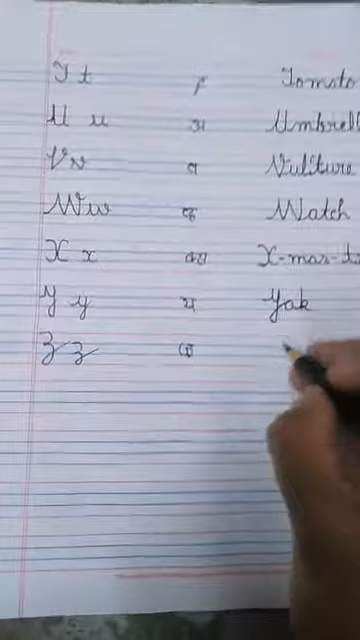 T t ट Tomato
U u अ Umbrell
V v व Vulture
W w व्ह Watch
X x क्ष X-mas-t
Y y य Yak
Z z